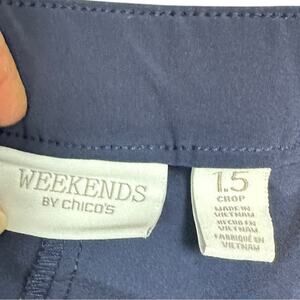 WEEKENDS
BY chico's
1.5
CROP
MADE IN
VIETNAM
HECHO EN
VIETNAM
FABRIQUÉ EN
VIETNAM